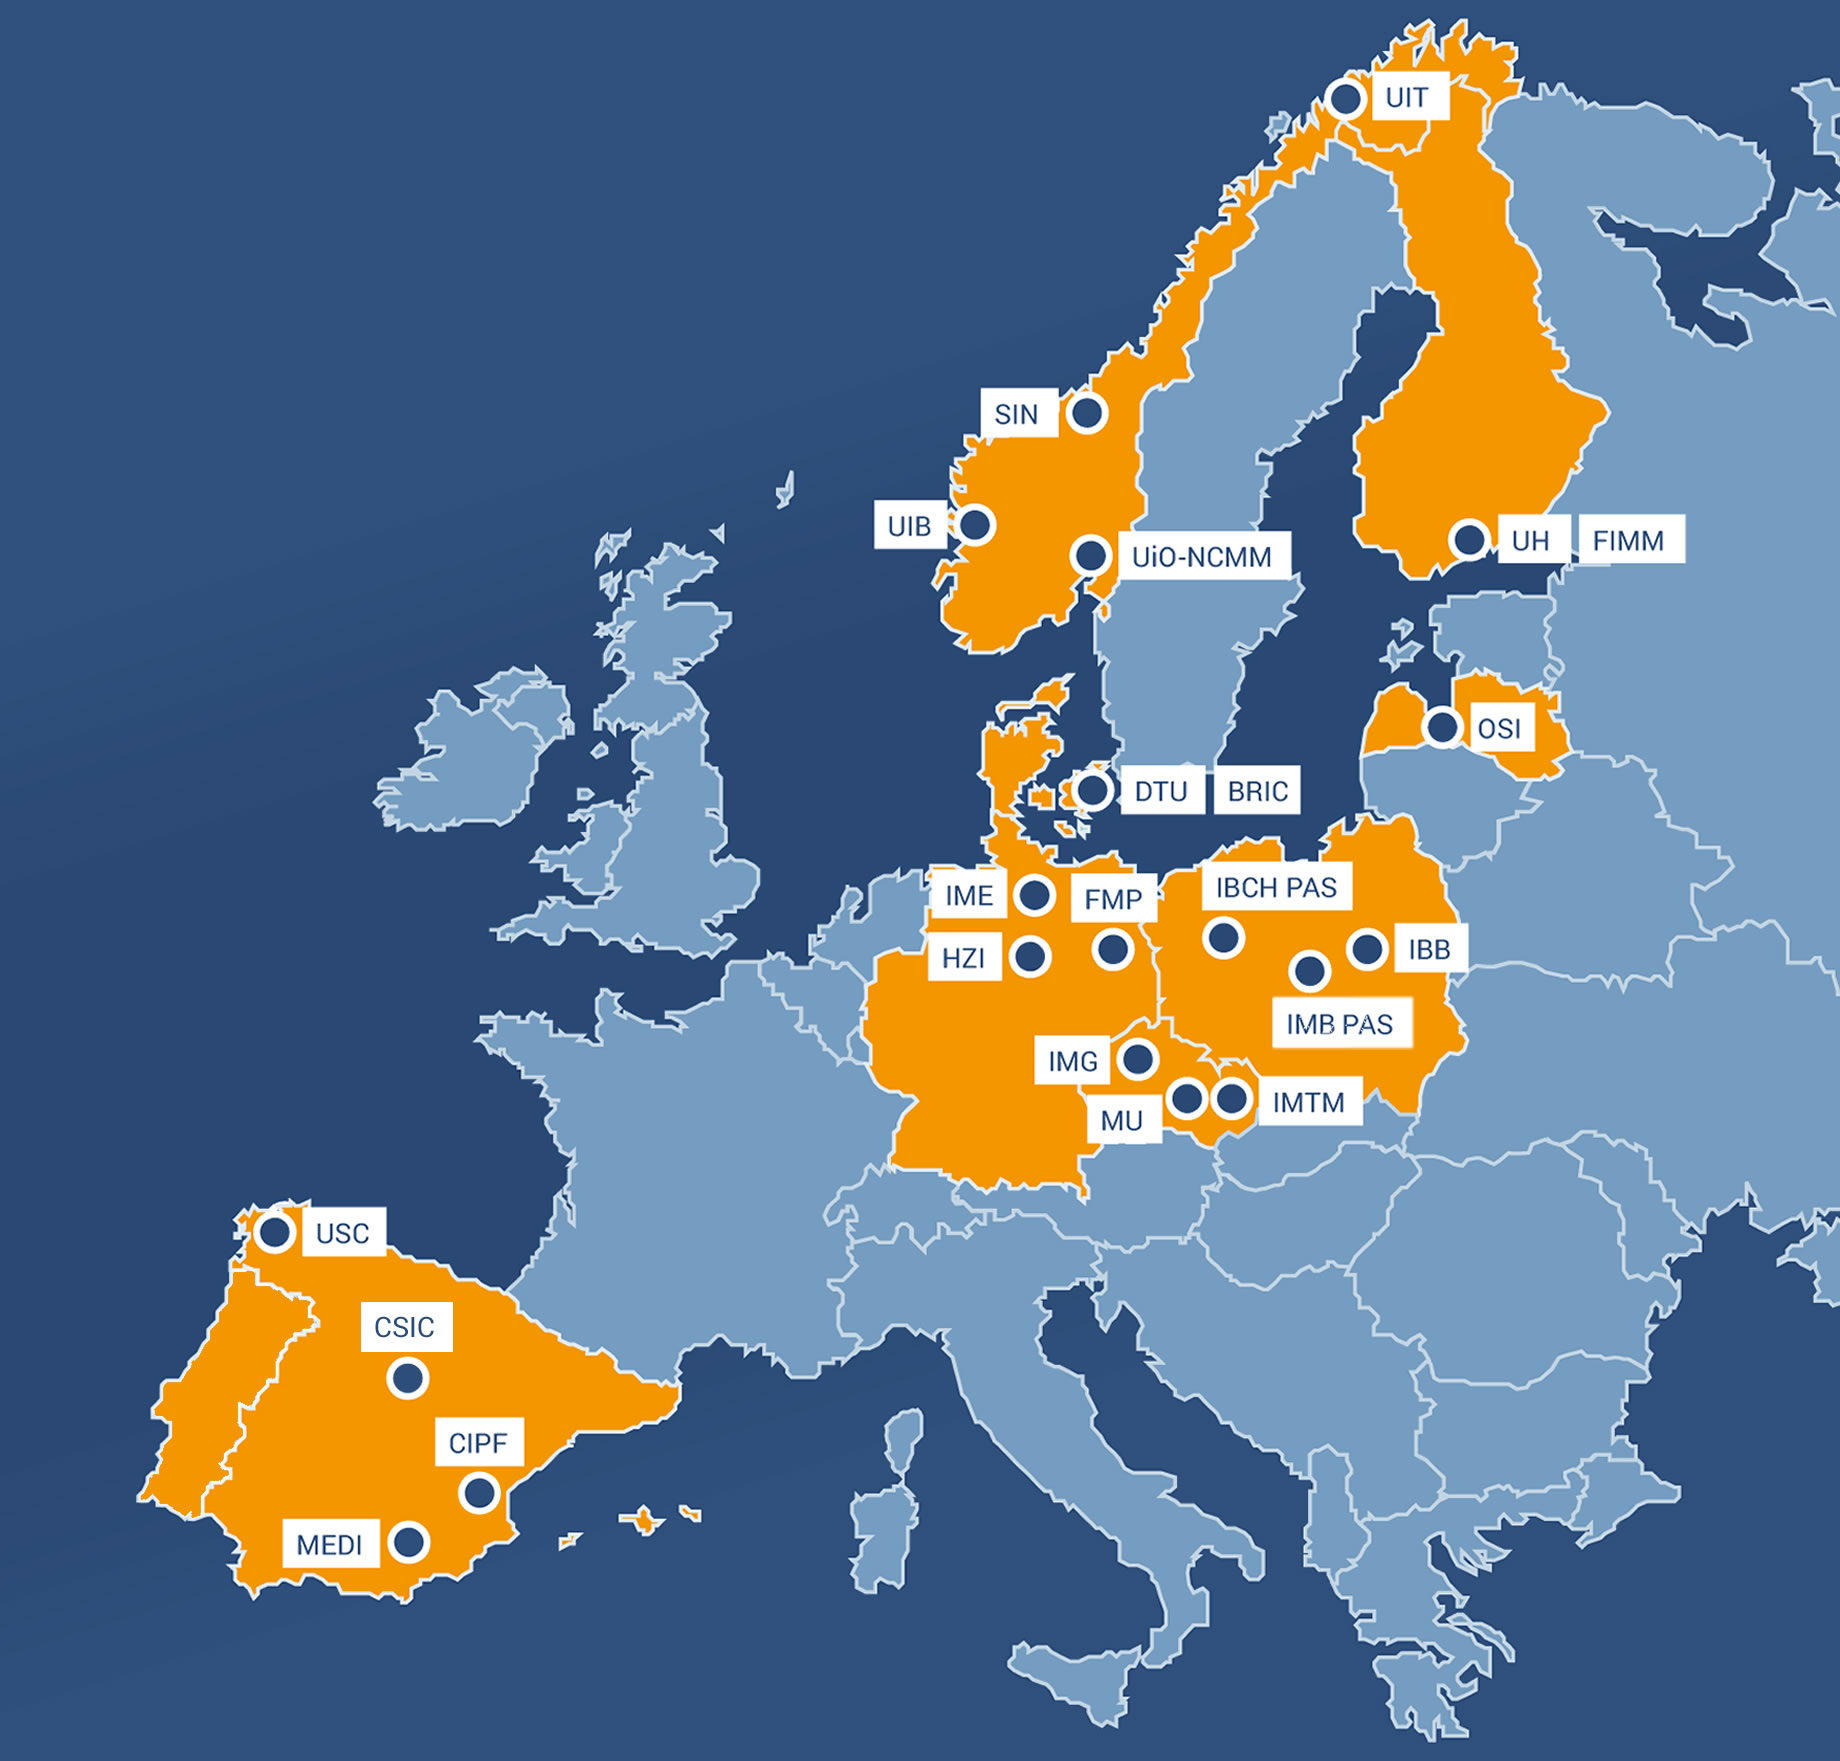 UIT
SIN
UIB
UiO-NCMM
UH
FIMM
OSI
DTU
BRIC
IME
FMP
IBCH PAS
HZI
IBB
IMB PAS
IMG
MU
IMTM
USC
CSIC
CIPF
MEDI